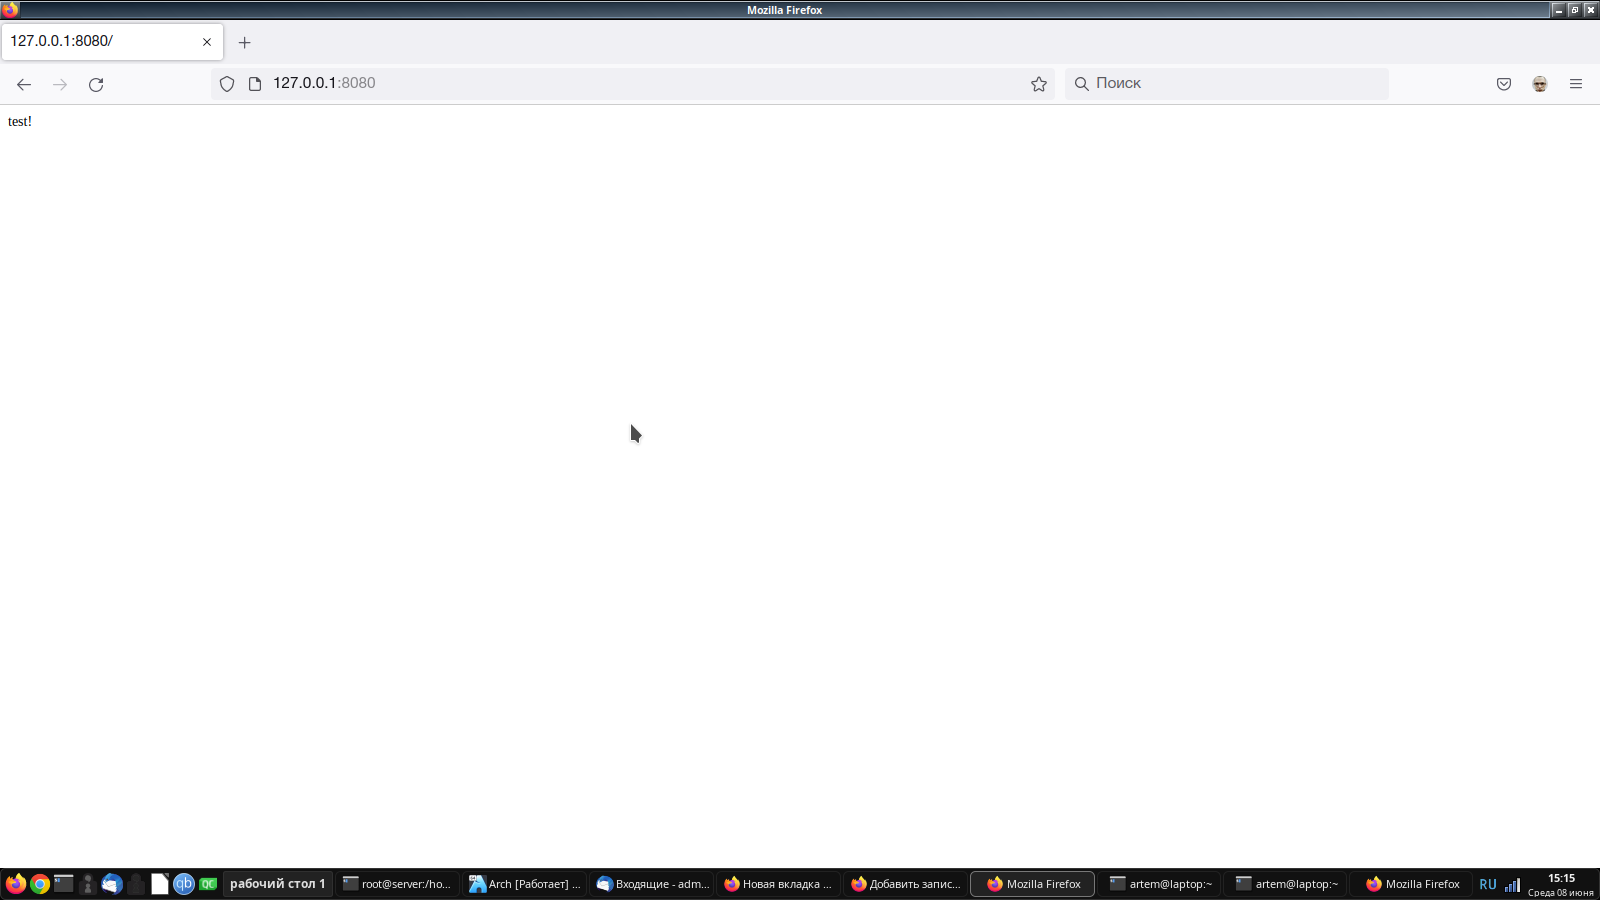 Mozilla Firefox
127.0.0.1:8080/
127.0.0.1:8080
Поиск
test!
qb
QC
рабочий стол 1
root@server:/ho...
Arch [Работает] ...
Входящие - adm...
Новая вкладка ...
Добавить запис...
Mozilla Firefox
artem@laptop:~
artem@laptop:~
Mozilla Firefox
RU
15:15
Среда 08 июня